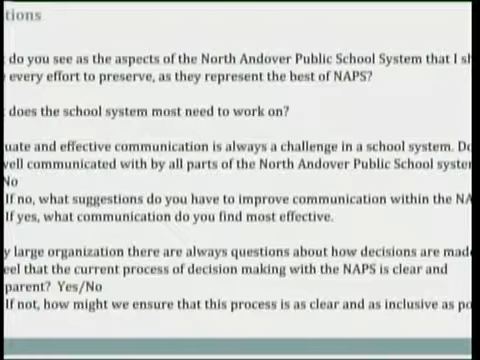 tions
do you see as the aspects of the North Andover Public School System that I sh
every effort to preserve, as they represent the best of NAPS?
does the school system most need to work on?
uate and effective communication is always a challenge in a school system. Do
well communicated with by all parts of the North Andover Public School syste
No
If no, what suggestions do you have to improve communication within the NA
If yes, what communication do you find most effective.
y large organization there are always questions about how decisions are made
eel that the current process of decision making with the NAPS is clear and
parent? Yes/No
If not, how might we ensure that this process is as clear and as inclusive as po